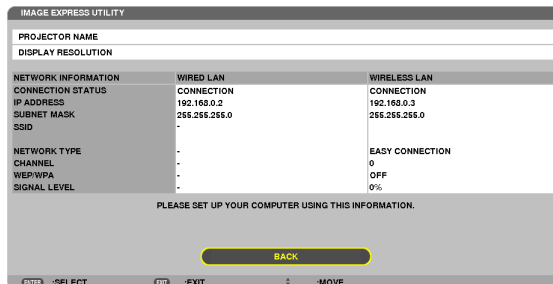 IMAGE EXPRESS UTILITY
PROJECTOR NAME
DISPLAY RESOLUTION
NETWORK INFORMATION WIRED LAN WIRELESS LAN
CONNECTION STATUS CONNECTION CONNECTION
IP ADDRESS 192.168.0.2 192.168.0.3
SUBNET MASK 255.255.255.0 255.255.255.0
SSID -
NETWORK TYPE - EASY CONNECTION
CHANNEL - 0
WEP/WPA - OFF
SIGNAL LEVEL - 0%
PLEASE SET UP YOUR COMPUTER USING THIS INFORMATION.
BACK
ENTER :SELECT EXIT :EXIT :MOVE